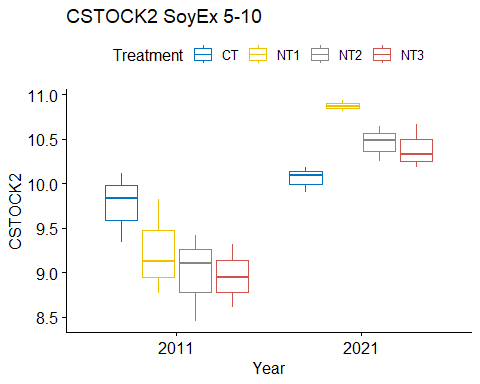 CSTOCK2 SoyEx 5-10
Treatment CT NT1 NT2 NT3
11.0
10.5
10.0
9.5
9.0
8.5
CSTOCK2
2011 2021
Year